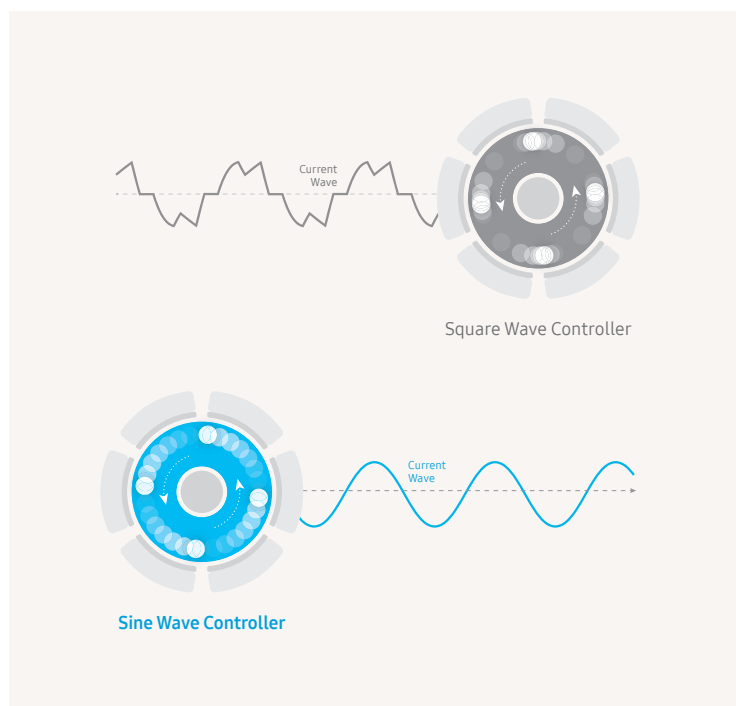 Current
Wave
Square Wave Controller
Current
Wave
Sine Wave Controller